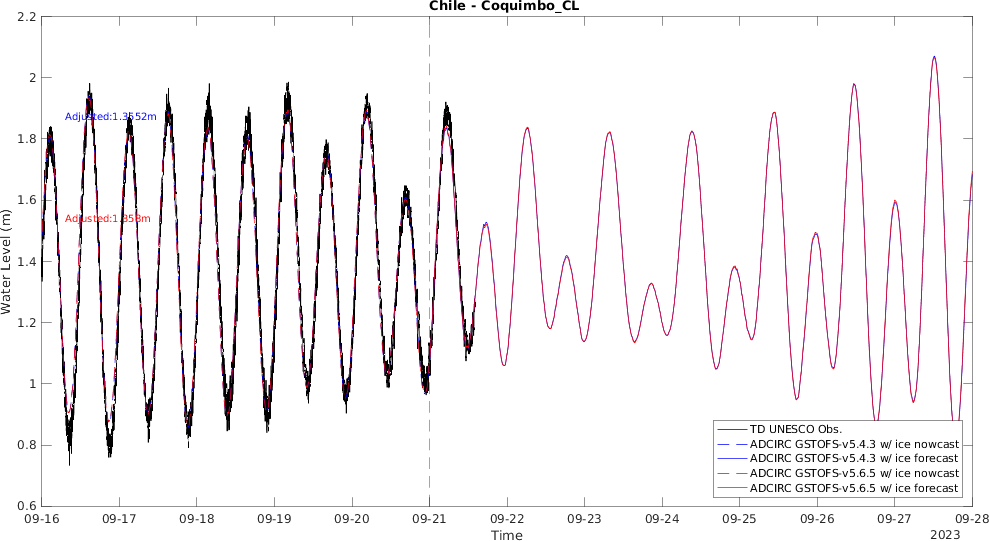 Chile - Coquimbo_CL
2.2
2
1.8
1.6
1.4
1.2
1
0.8
0.6
Water Level (m)
Adjusted:1.3552m
Adjusted:1.358m
TD UNESCO Obs.
ADCIRC GSTOFS-v5.4.3 w/ ice nowcast
ADCIRC GSTOFS-v5.4.3 w/ ice forecast
ADCIRC GSTOFS-v5.6.5 w/ ice nowcast
ADCIRC GSTOFS-v5.6.5 w/ ice forecast
09-16 09-17 09-18 09-19 09-20 09-21 09-22 09-23 09-24 09-25 09-26 09-27 09-28
Time
2023